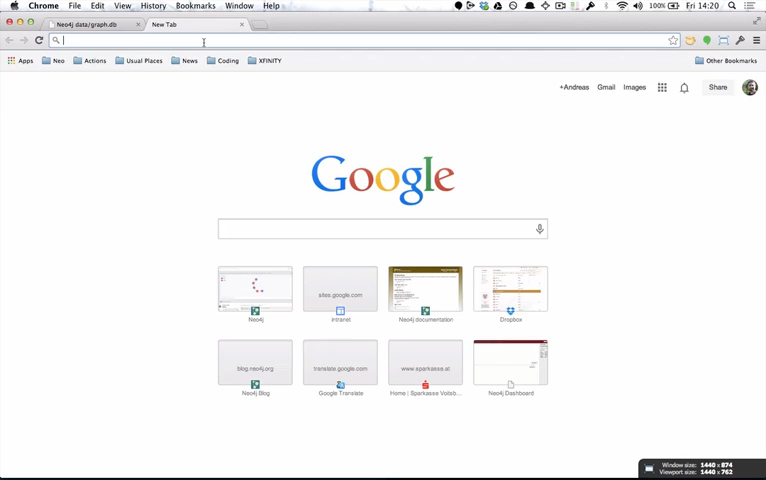 Chrome File Edit View History Bookmarks Window Help 100% Fri 14:20
Neo4j data/graph.db New Tab
Apps Neo Actions Usual Places News Coding XFINITY Other Bookmarks
+Andreas Gmail Images Share
Google
sites.google.com
Neo4j intranet Neo4j documentation Dropbox
blog.neo4j.org translate.google.com www.sparkasse.at
Neo4j Blog Google Translate Home | Sparkasse Voitsb... Neo4j Dashboard
Window size: 1440 x 874
Viewport size: 1440 x 762